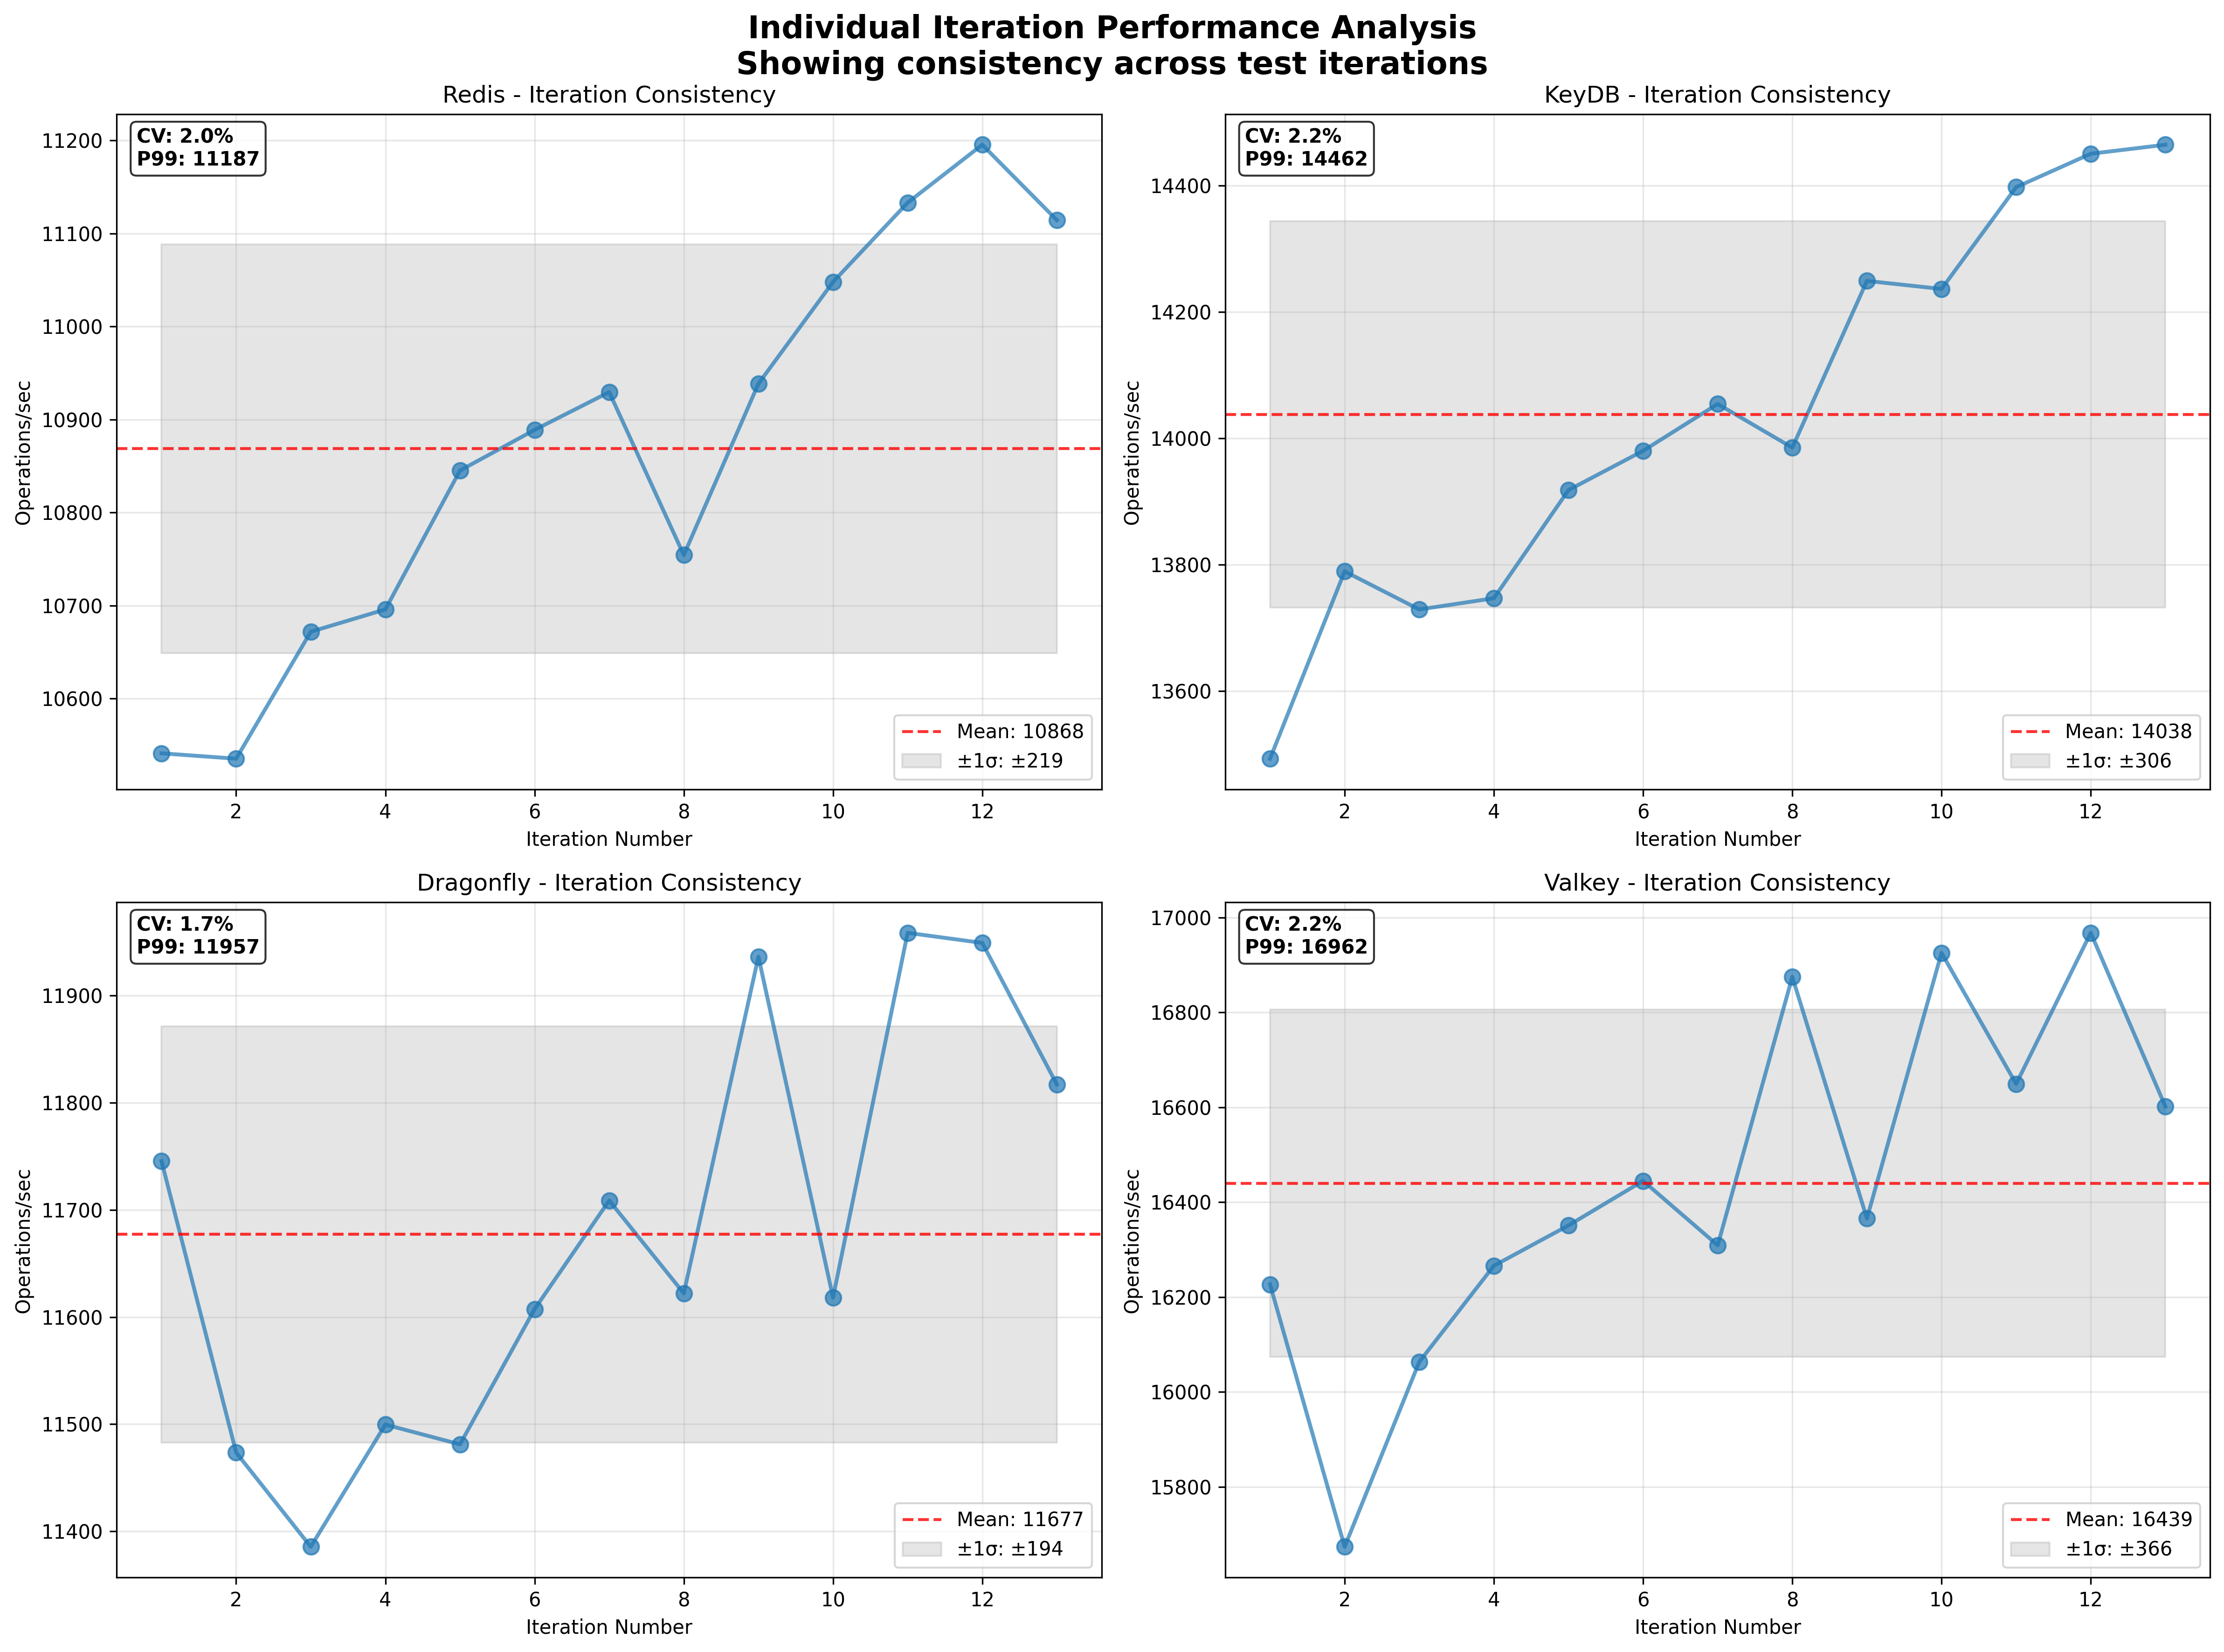 Individual Iteration Performance Analysis
Showing consistency across test iterations
Redis - Iteration Consistency
CV: 2.0%
P99: 11187
11200
11100
11000
10900
10800
10700
10600
Operations/sec
Mean: 10868
±1σ: ±219
2 4 6 8 10 12
Iteration Number
KeyDB - Iteration Consistency
CV: 2.2%
P99: 14462
14400
14200
14000
13800
13600
Operations/sec
Mean: 14038
±1σ: ±306
2 4 6 8 10 12
Iteration Number
Dragonfly - Iteration Consistency
CV: 1.7%
P99: 11957
11900
11800
11700
11600
11500
11400
Operations/sec
Mean: 11677
±1σ: ±194
2 4 6 8 10 12
Iteration Number
Valkey - Iteration Consistency
CV: 2.2%
P99: 16962
17000
16800
16600
16400
16200
16000
15800
Operations/sec
Mean: 16439
±1σ: ±366
2 4 6 8 10 12
Iteration Number